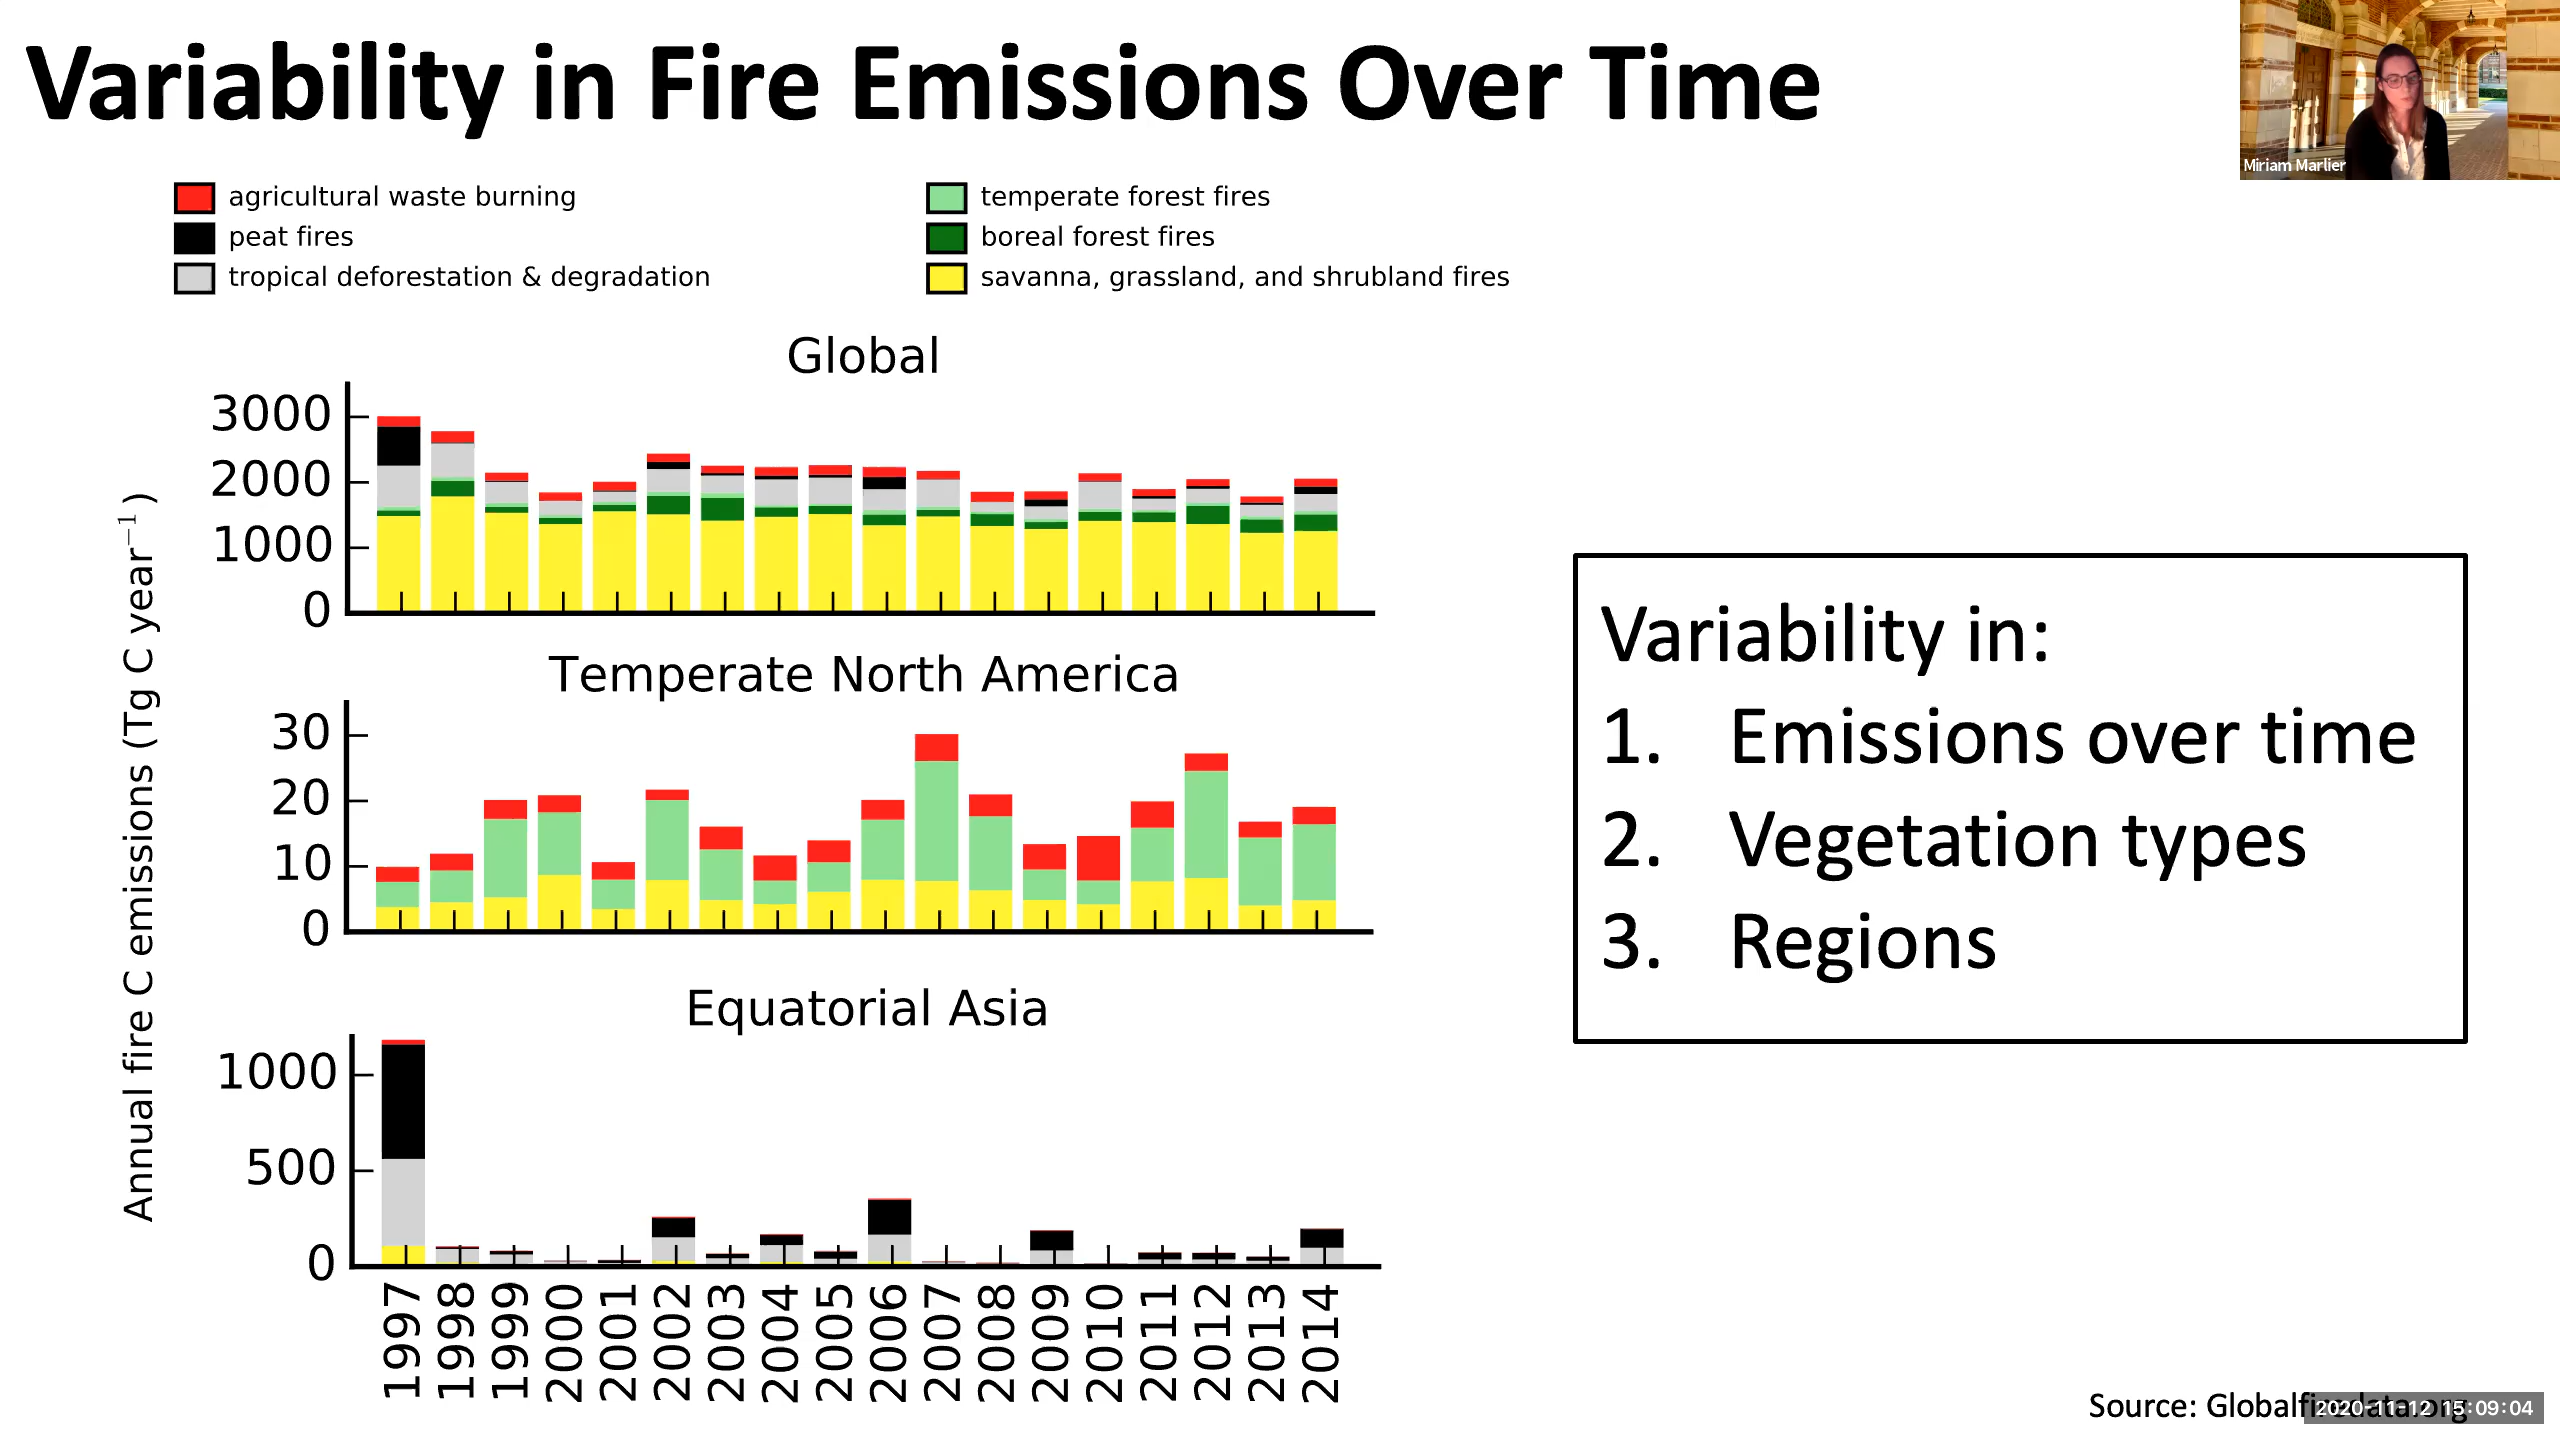 Variability in Fire Emissions Over Time
Miriam Marlier
agricultural waste burning
peat fires
tropical deforestation & degradation
temperate forest fires
boreal forest fires
savanna, grassland, and shrubland fires
Annual fire C emissions (Tg C year⁻¹)
Global
3000
2000
1000
0
Temperate North America
30
20
10
0
Equatorial Asia
1000
500
0
1997
1998
1999
2000
2001
2002
2003
2004
2005
2006
2007
2008
2009
2010
2011
2012
2013
2014
Variability in:
1. Emissions over time
2. Vegetation types
3. Regions
Source: Globalfiredata.org
2020-11-12 15:09:04